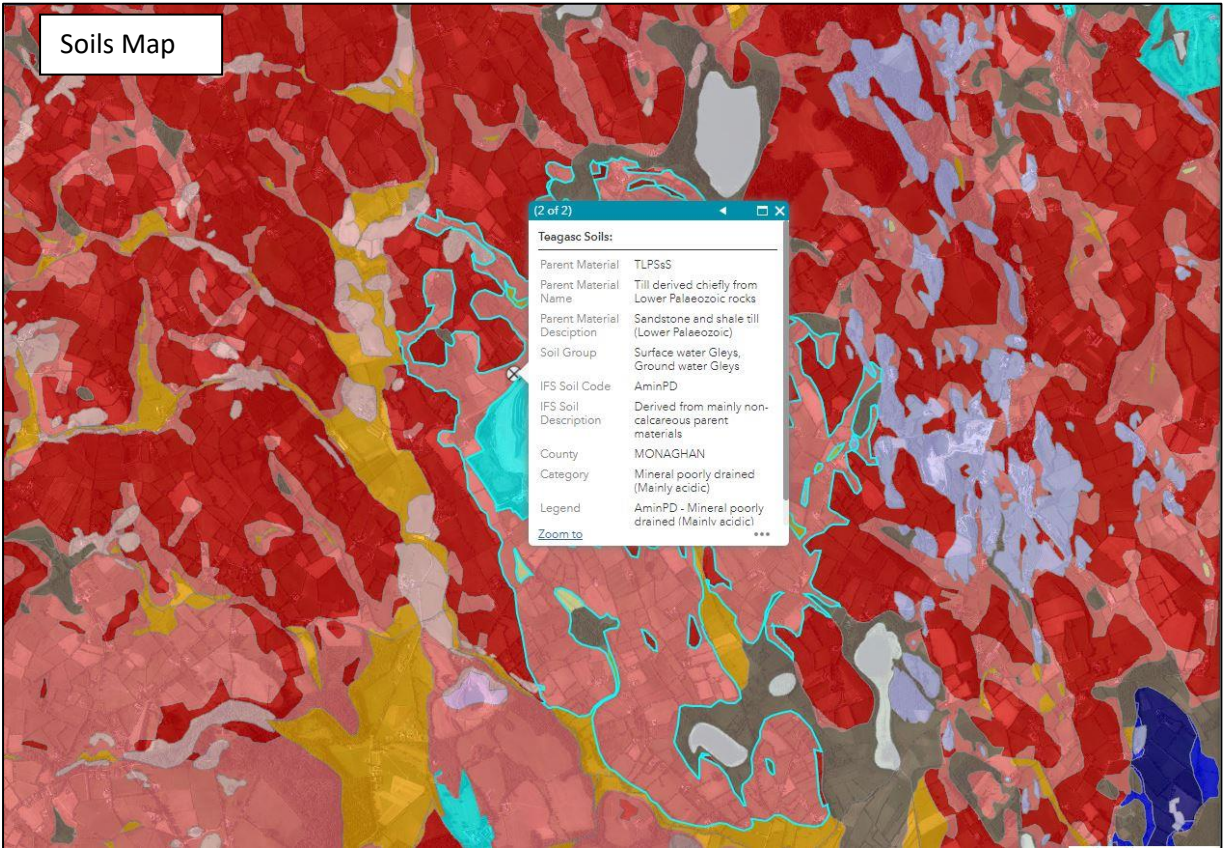 Soils Map
(2 of 2)
Teagasc Soils:
Parent Material TLPSsS
Parent Material Till derived chiefly from
Name Lower Palaeozoic rocks
Parent Material Sandstone and shale till
Desciption (Lower Palaeozoic)
Soil Group Surface water Gleys,
Ground water Gleys
IFS Soil Code AminPD
IFS Soil Derived from mainly non-
Description calcareous parent
materials
County MONAGHAN
Category Mineral poorly drained
(Mainly acidic)
Legend AminPD - Mineral poorly
drained (Mainly acidic)
Zoom to